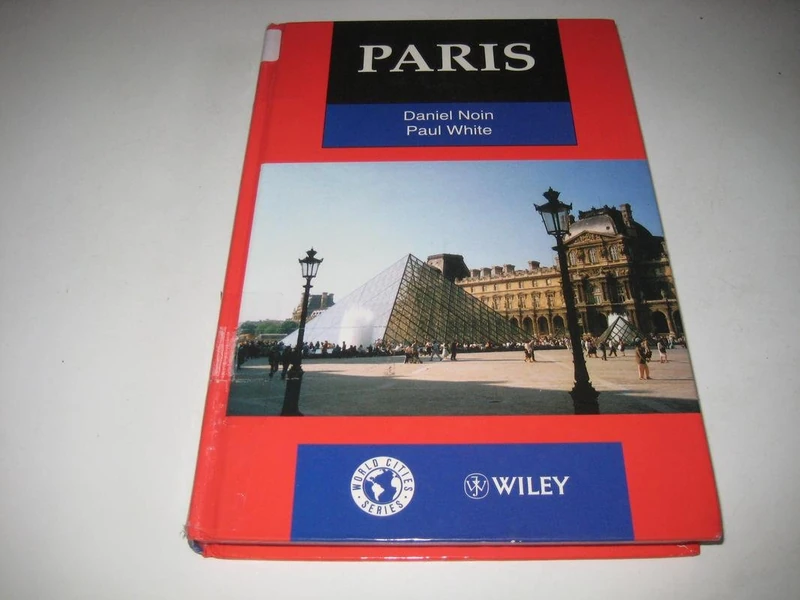 PARIS
Daniel Noin
Paul White
WORLD CITIES
SERIES
WILEY